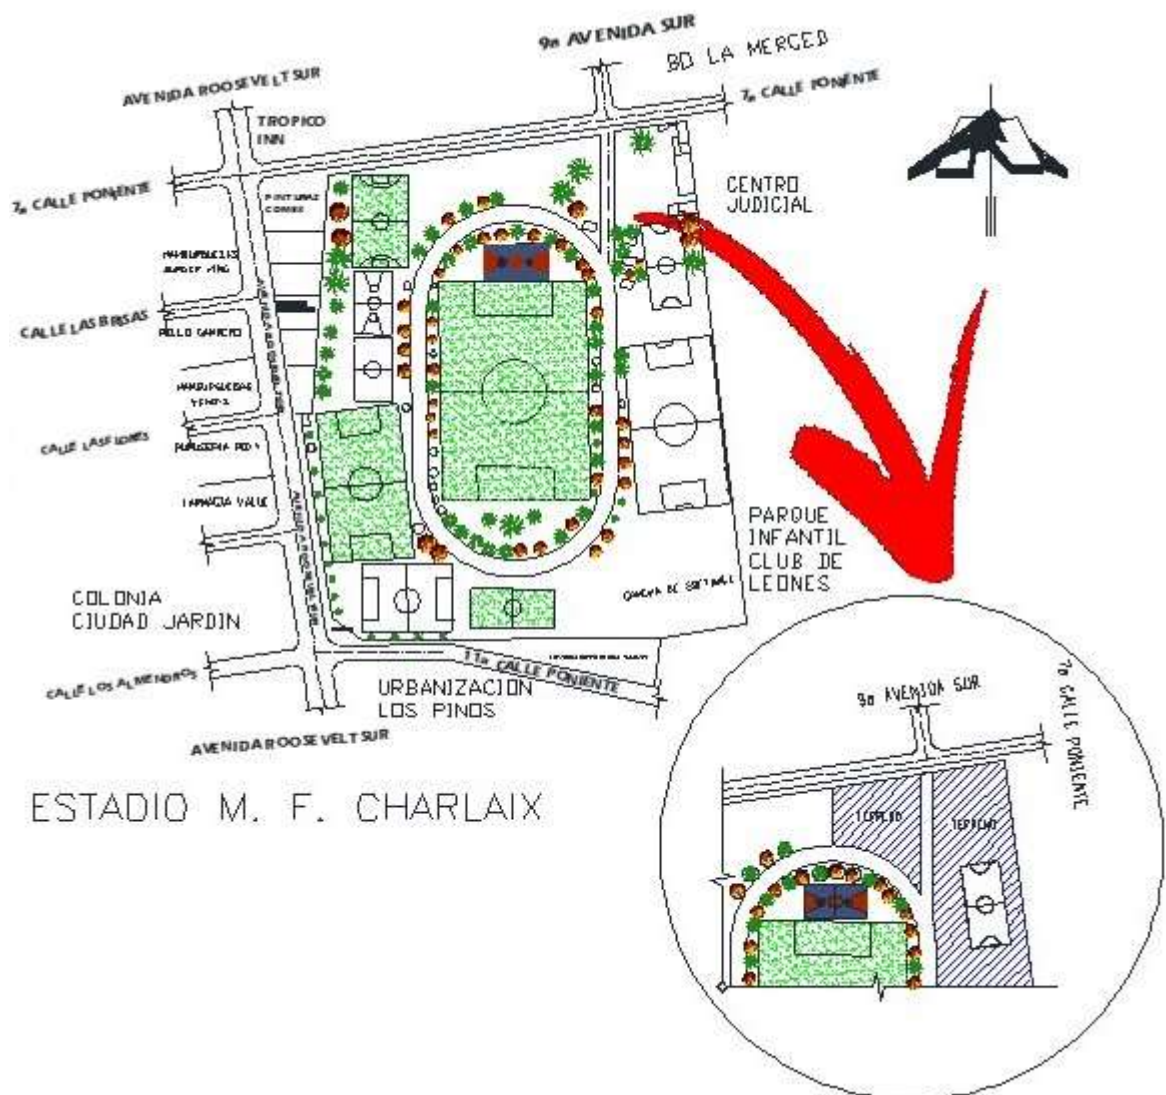 9a AVENIDA SUR
BO LA MERCED
AVENIDA ROOSEVELT SUR
7a CALLE PONIENTE
TROPICO
INN
7a CALLE PONIENTE
PINTURAS
COMEX
CENTRO
JUDICIAL
CALLE LAS BRISAS
POLLO CAMPERO
CALLE LAS FLORES
FARMACIA VALLE
PARQUE
INFANTIL
CLUB DE
LEONES
COLONIA
CIUDAD JARDIN
CALLE LOS ALMENDROS
11a CALLE PONIENTE
URBANIZACION
LOS PINOS
AVENIDA ROOSEVELT SUR
ESTADIO M. F. CHARLAIX
9a AVENIDA SUR
7a CALLE PONIENTE
TERRENO
TERRENO